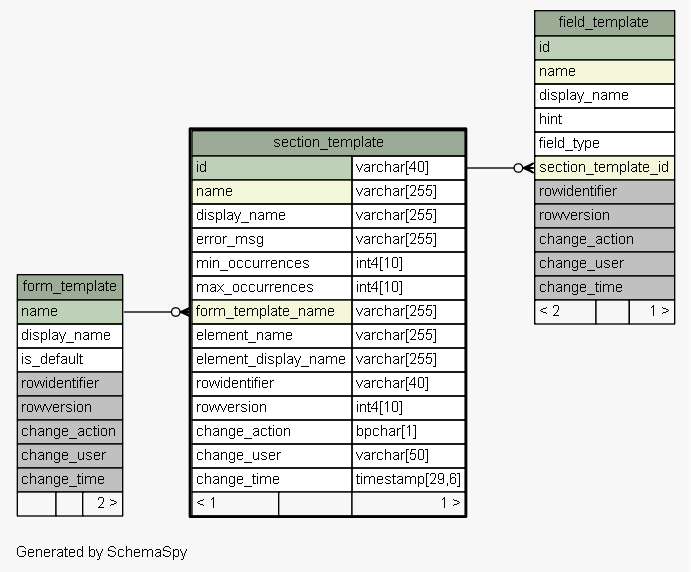 field_template
id
name
display_name
hint
field_type
section_template_id
rowidentifier
rowversion
change_action
change_user
change_time
< 2 1 >
section_template
id varchar[40]
name varchar[255]
display_name varchar[255]
error_msg varchar[255]
min_occurrences int4[10]
max_occurrences int4[10]
form_template_name varchar[255]
element_name varchar[255]
element_display_name varchar[255]
rowidentifier varchar[40]
rowversion int4[10]
change_action bpchar[1]
change_user varchar[50]
change_time timestamp[29,6]
< 1 1 >
form_template
name
display_name
is_default
rowidentifier
rowversion
change_action
change_user
change_time
2 >
Generated by SchemaSpy